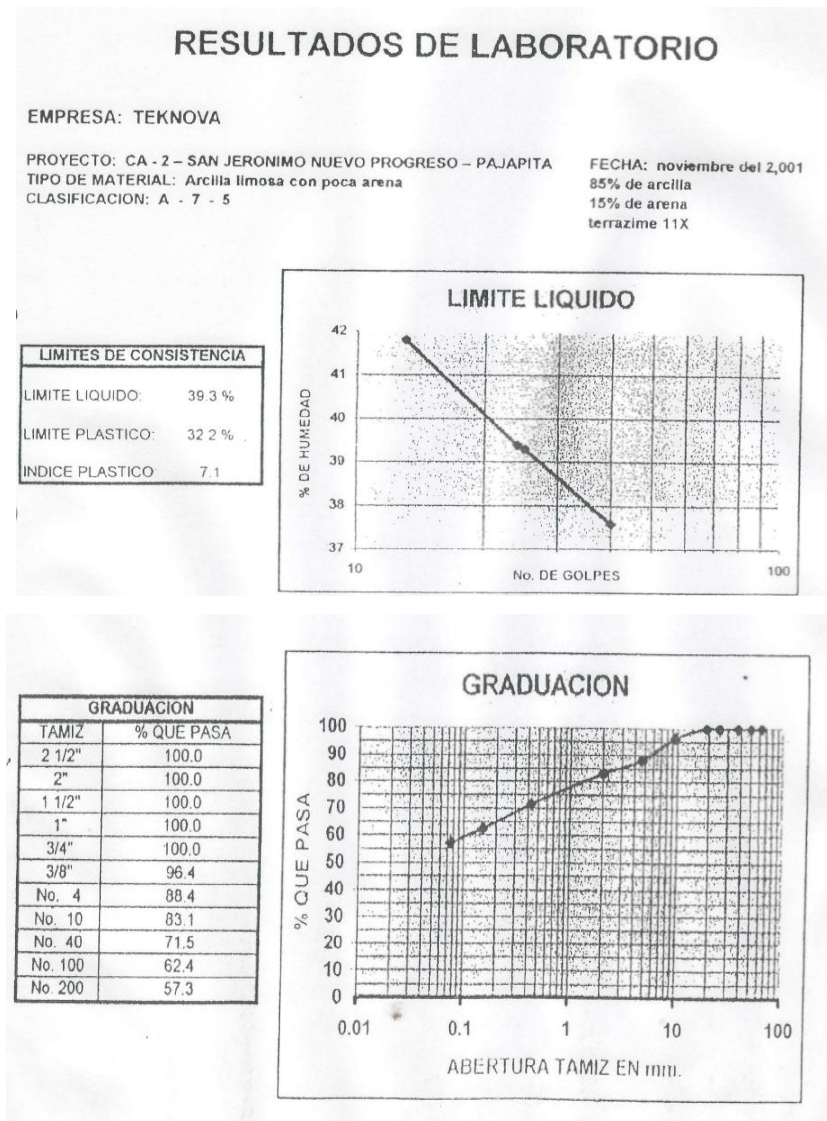 RESULTADOS DE LABORATORIO
EMPRESA: TEKNOVA
PROYECTO: CA - 2 – SAN JERONIMO NUEVO PROGRESO – PAJAPITA
TIPO DE MATERIAL: Arcilla limosa con poca arena
CLASIFICACION: A - 7 - 5
FECHA: noviembre del 2,001
85% de arcilla
15% de arena
terrazime 11X
LIMITES DE CONSISTENCIA
LIMITE LIQUIDO: 39.3 %
LIMITE PLASTICO: 32 2 %
INDICE PLASTICO 7.1
LIMITE LIQUIDO
% DE HUMEDAD
42
41
40
39
38
37
10 100
No. DE GOLPES
GRADUACION
TAMIZ % QUE PASA
2 1/2" 100.0
2" 100.0
1 1/2" 100.0
1" 100.0
3/4" 100.0
3/8" 96.4
No. 4 88.4
No. 10 83.1
No. 40 71.5
No. 100 62.4
No. 200 57.3
GRADUACION
% QUE PASA
100
90
80
70
60
50
40
30
20
10
0
0.01 0.1 1 10 100
ABERTURA TAMIZ EN mm.